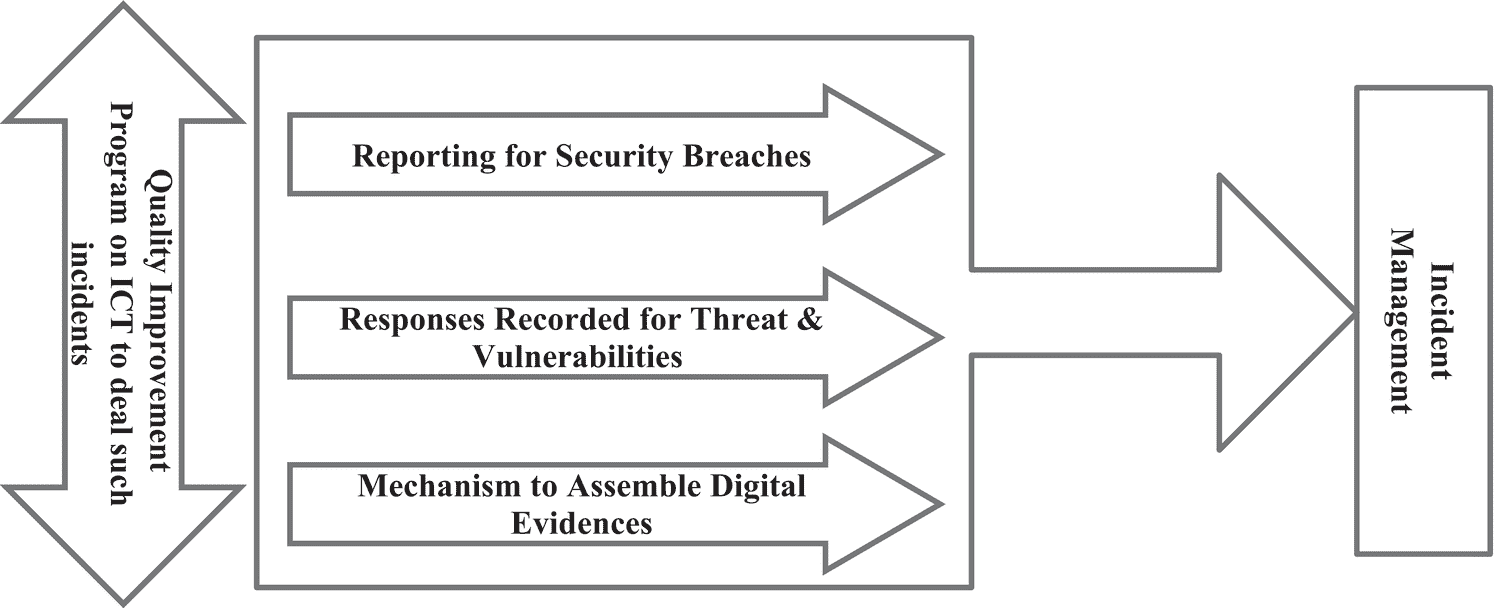 Quality Improvement
Program on ICT to deal such
incidents
Reporting for Security Breaches
Responses Recorded for Threat &
Vulnerabilities
Mechanism to Assemble Digital
Evidences
Incident
Management